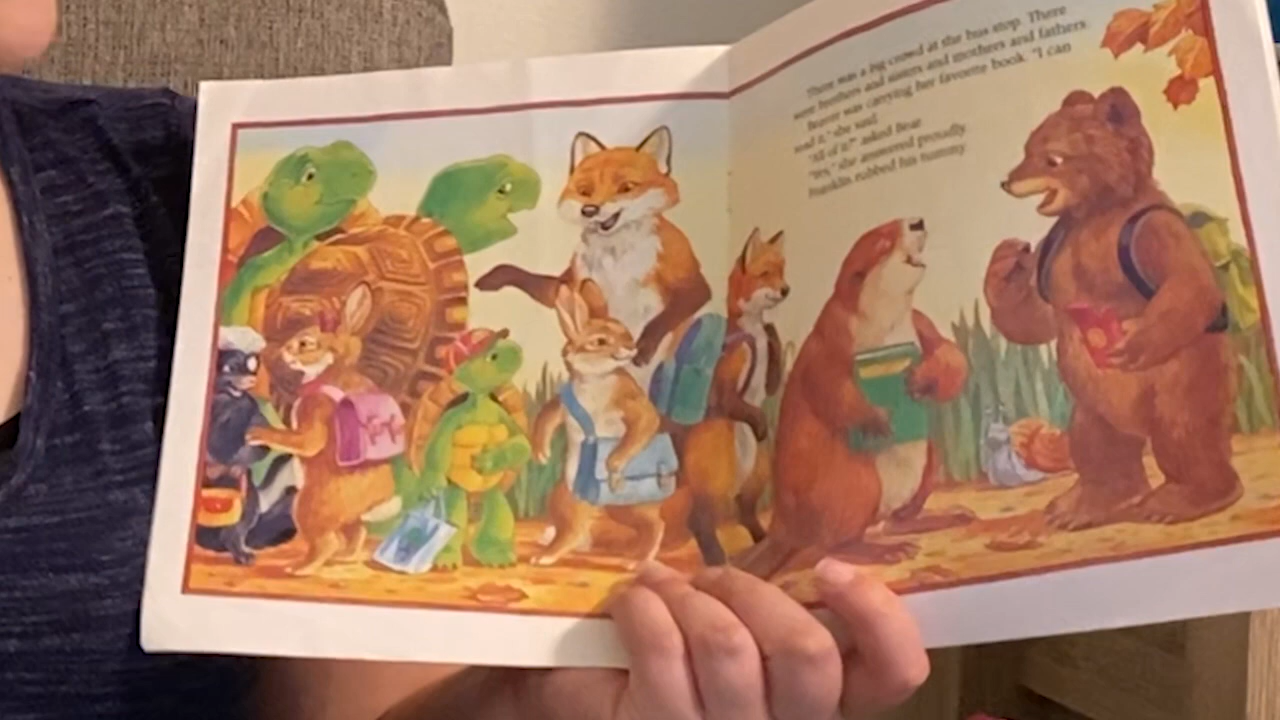 There was a big crowd at the bus stop. There
were brothers and sisters and mothers and fathers.
Beaver was carrying her favorite book. "I can
read it," she said.
"All of it?" asked Bear.
"Yes," she answered proudly.
Franklin rubbed his tummy.